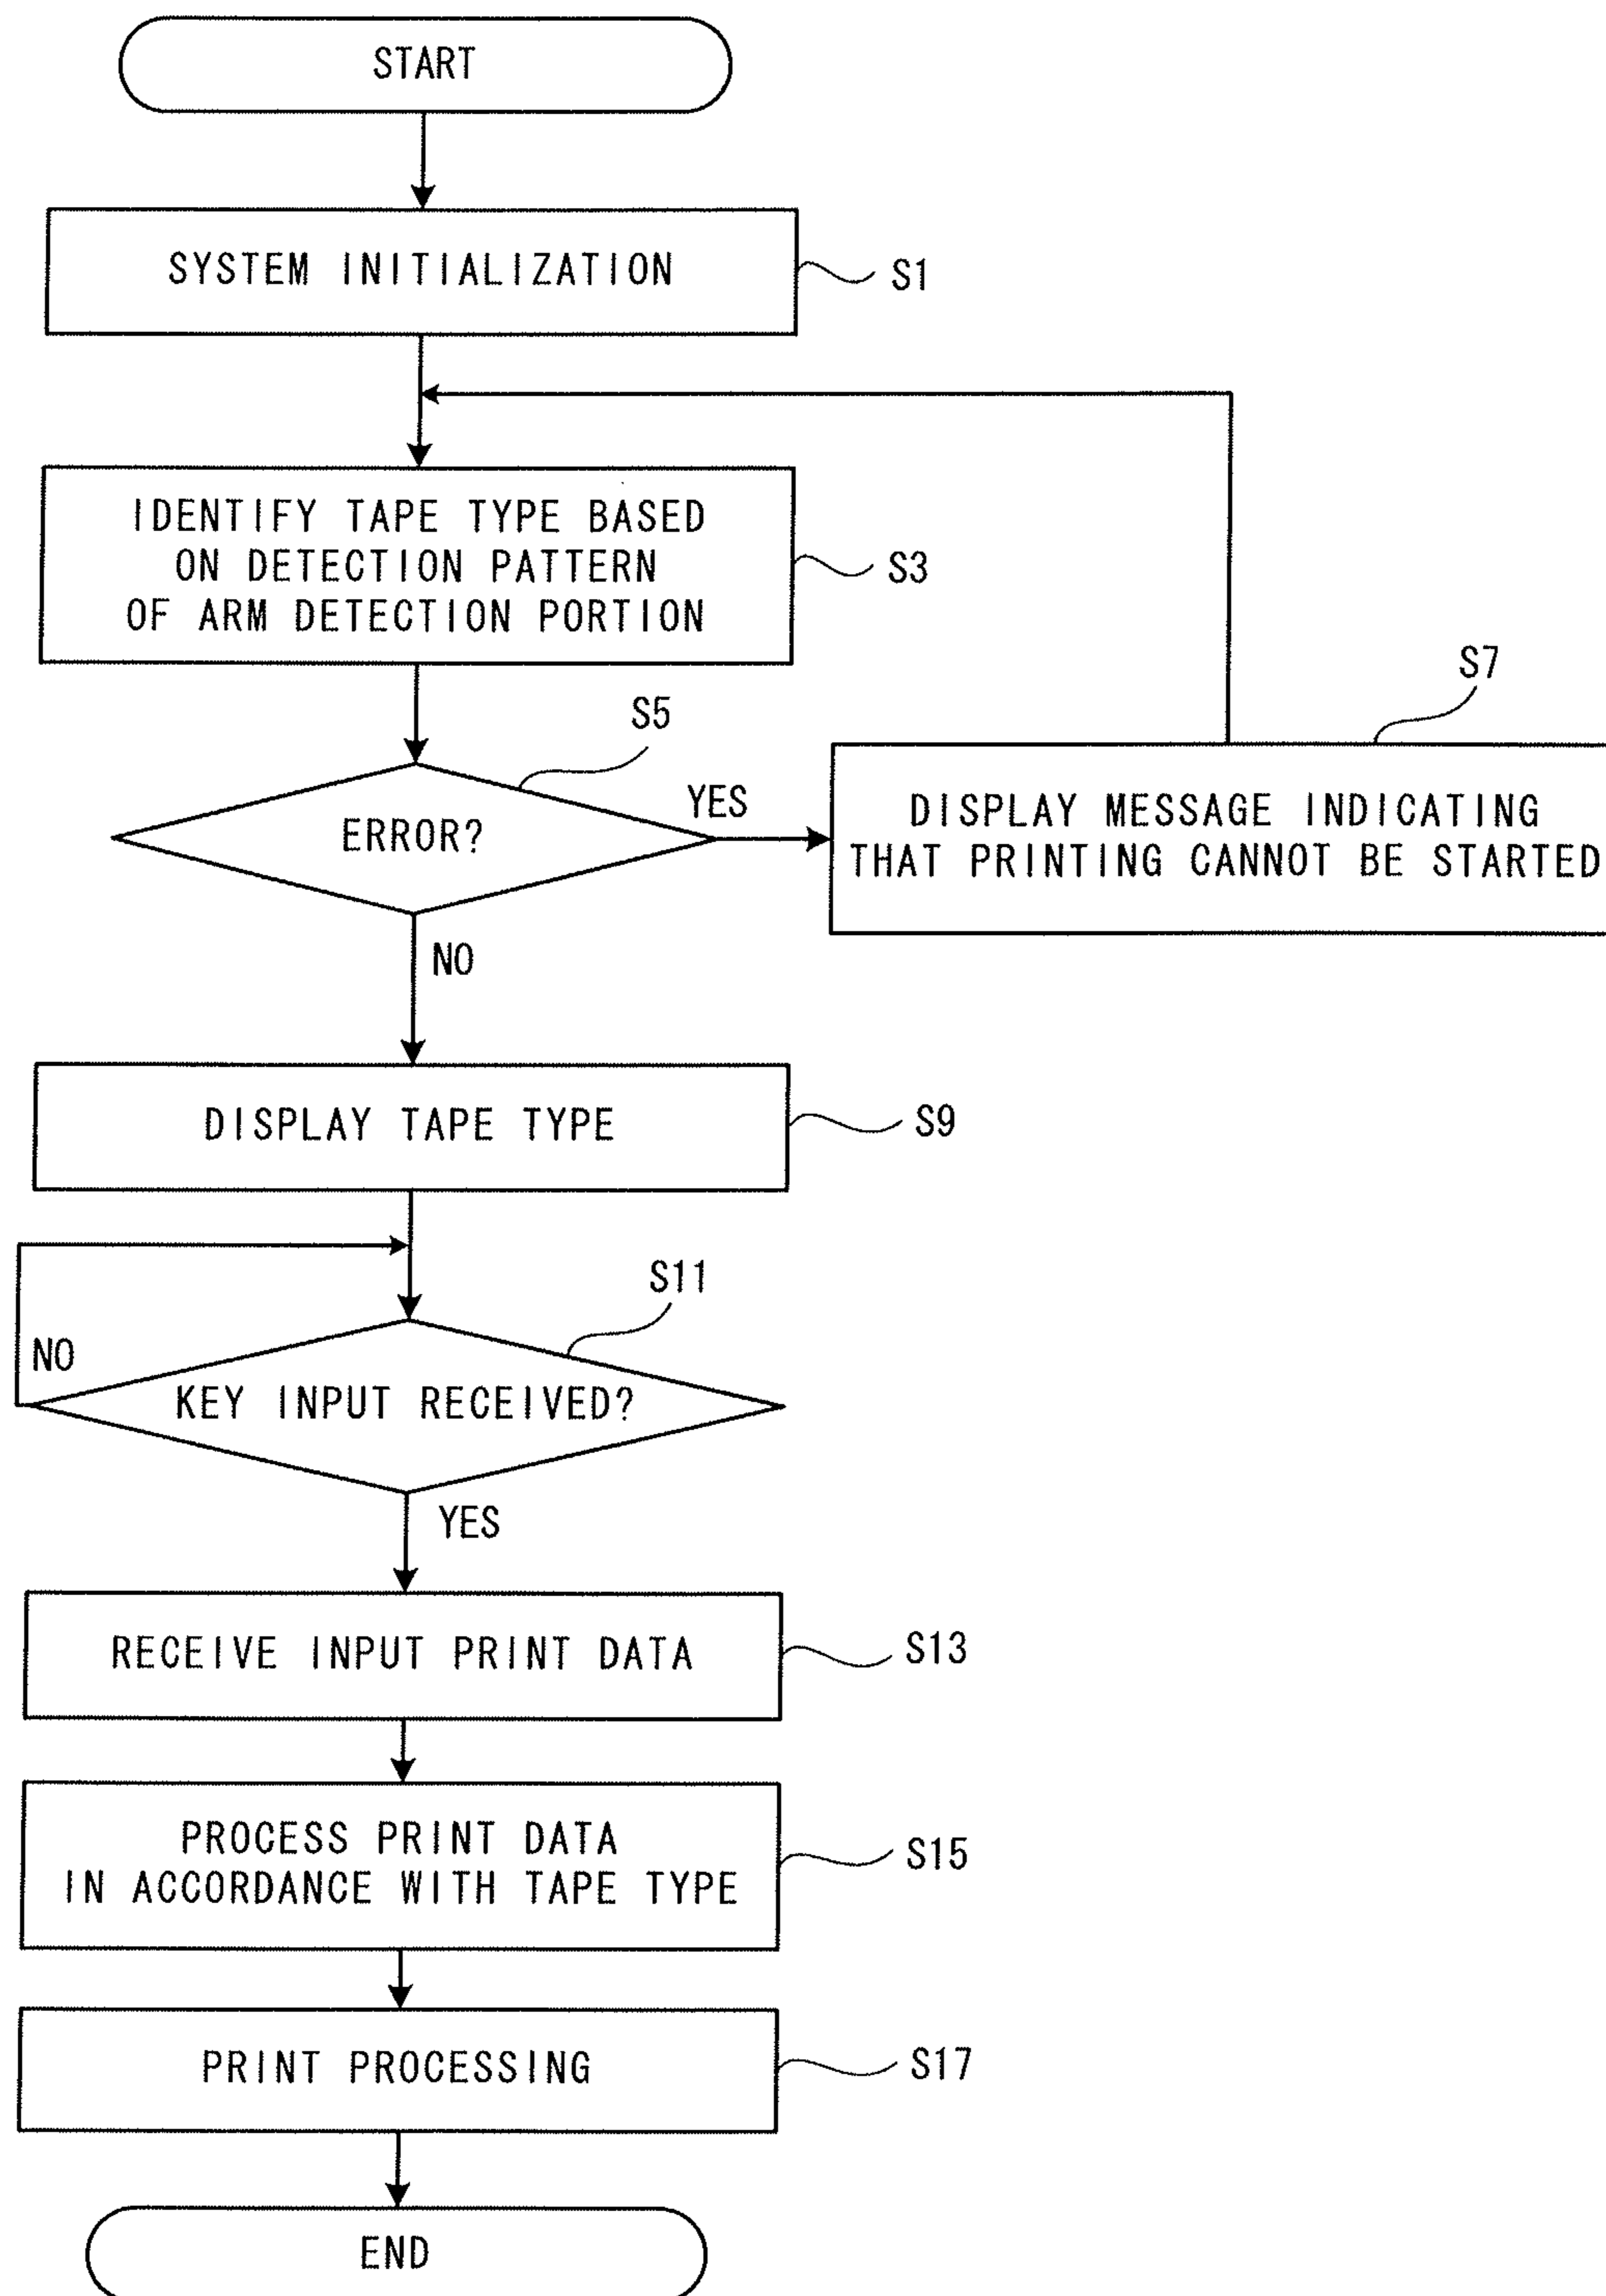 START
SYSTEM INITIALIZATION
S1
IDENTIFY TAPE TYPE BASED
ON DETECTION PATTERN
OF ARM DETECTION PORTION
S3
S5
ERROR?
YES
NO
S7
DISPLAY MESSAGE INDICATING
THAT PRINTING CANNOT BE STARTED
DISPLAY TAPE TYPE
S9
S11
KEY INPUT RECEIVED?
NO
YES
RECEIVE INPUT PRINT DATA
S13
PROCESS PRINT DATA
IN ACCORDANCE WITH TAPE TYPE
S15
PRINT PROCESSING
S17
END